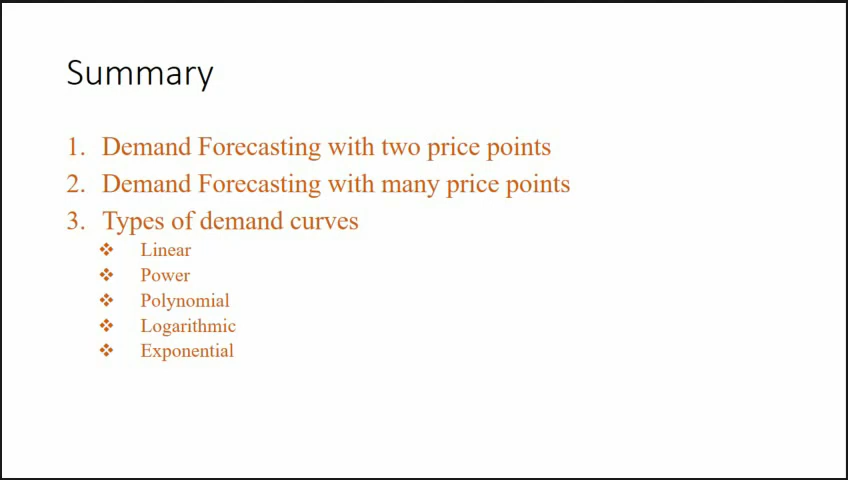 Summary
1. Demand Forecasting with two price points
2. Demand Forecasting with many price points
3. Types of demand curves
❖ Linear
❖ Power
❖ Polynomial
❖ Logarithmic
❖ Exponential